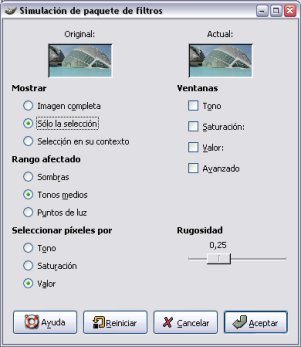 Simulación de paquete de filtros
Original: Actual:
Mostrar Ventanas
Imagen completa Tono
Sólo la selección Saturación:
Selección en su contexto Valor:
Rango afectado Avanzado
Sombras
Tonos medios
Puntos de luz
Seleccionar píxeles por Rugosidad
Tono 0,25
Saturación
Valor
Ayuda Reiniciar Cancelar Aceptar